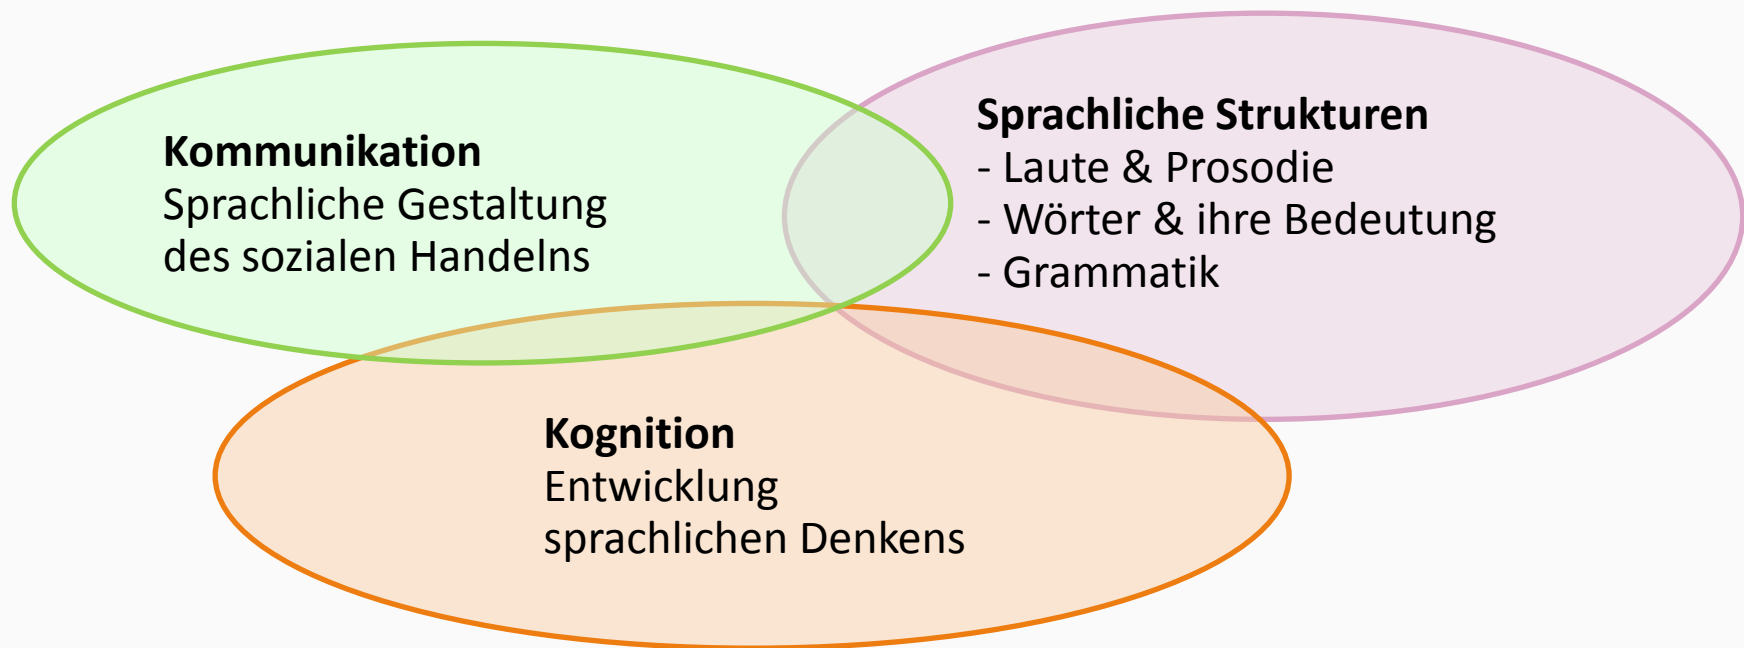 Kommunikation
Sprachliche Gestaltung
des sozialen Handelns
Sprachliche Strukturen
- Laute & Prosodie
- Wörter & ihre Bedeutung
- Grammatik
Kognition
Entwicklung
sprachlichen Denkens